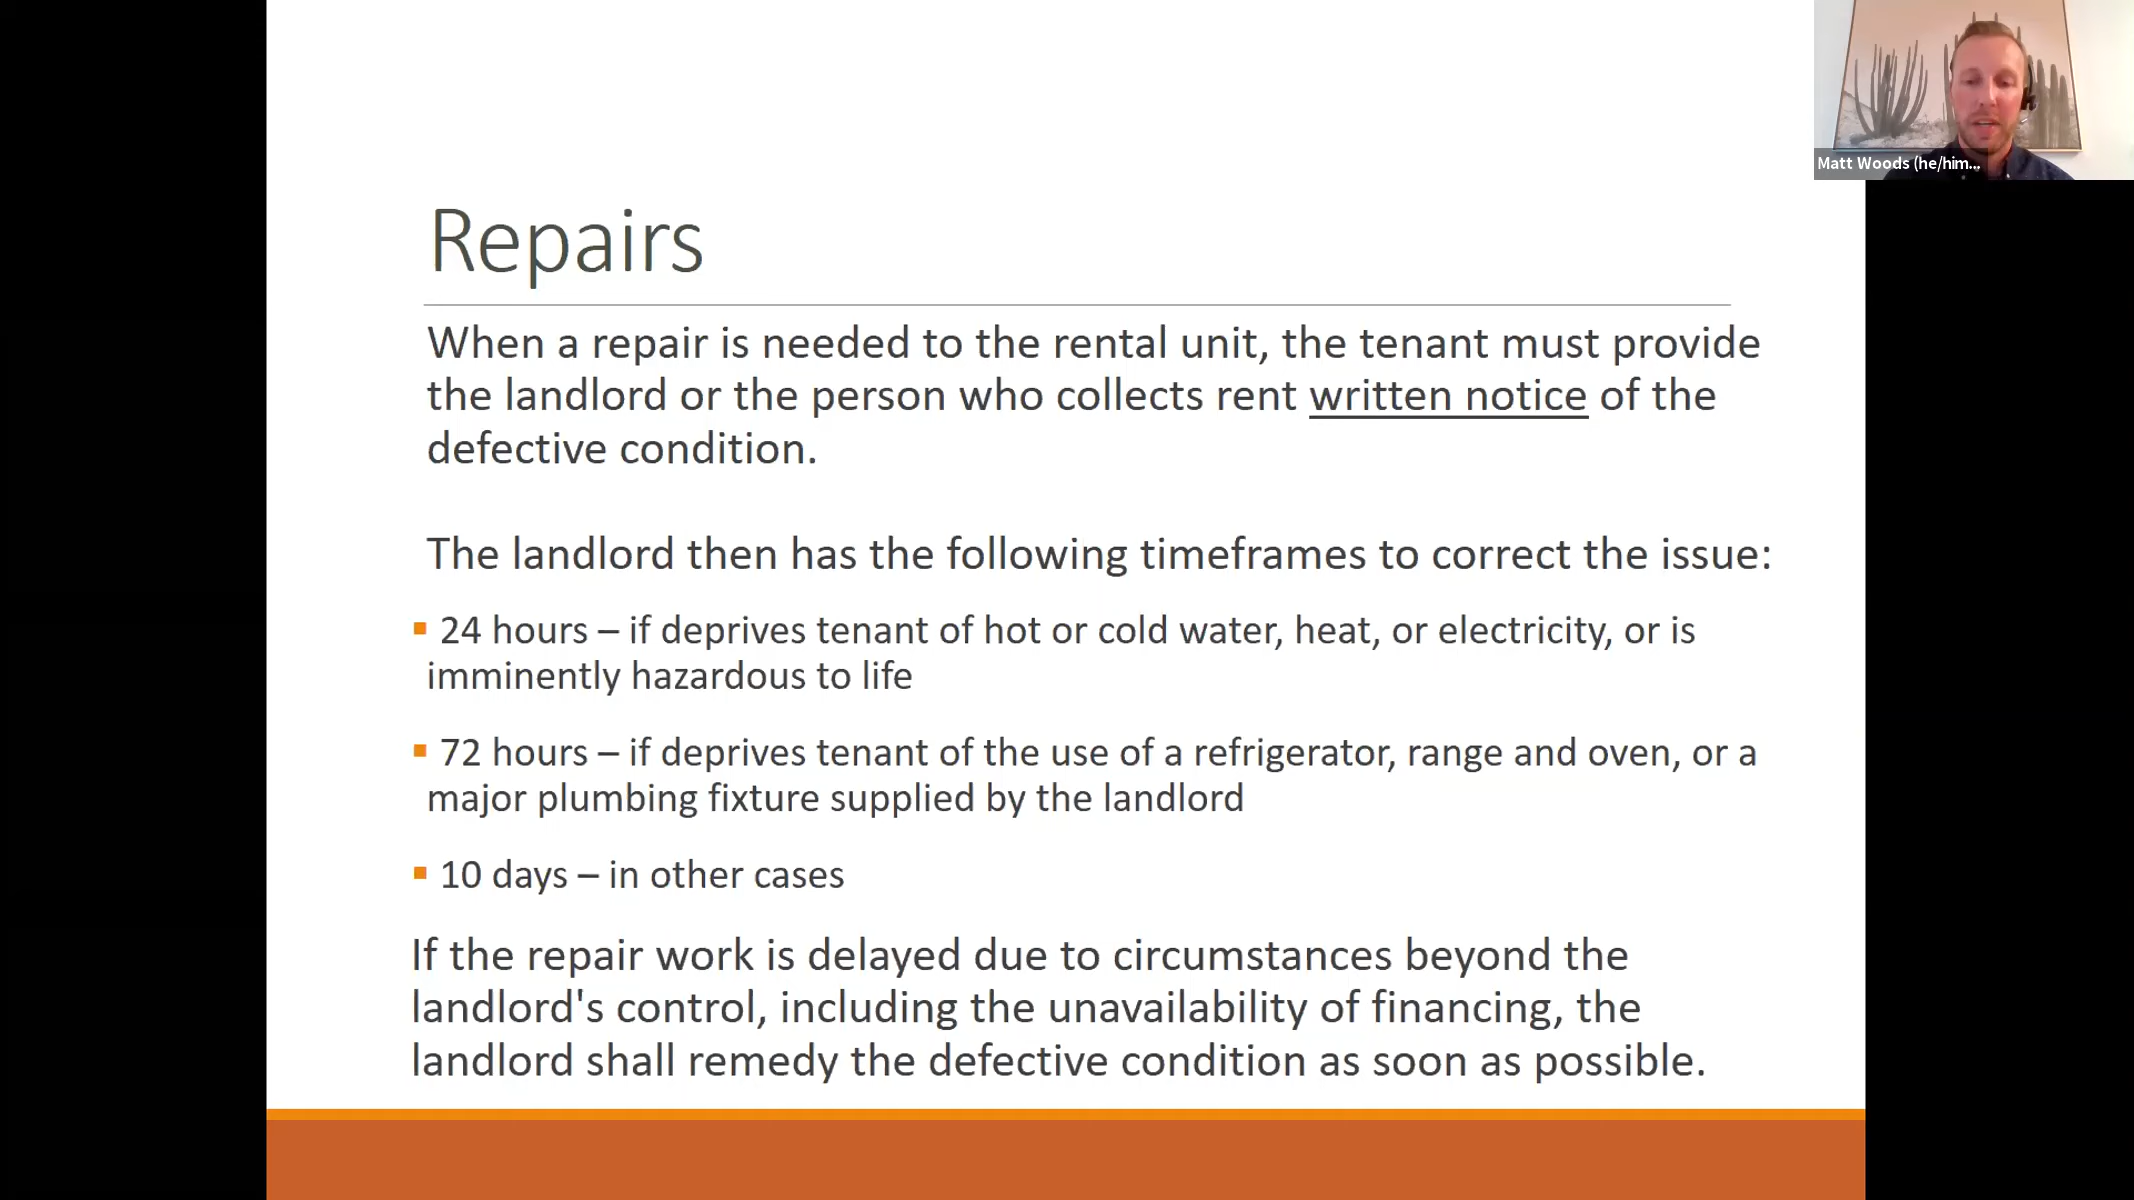 Matt Woods (he/him...
Repairs
When a repair is needed to the rental unit, the tenant must provide
the landlord or the person who collects rent written notice of the
defective condition.
The landlord then has the following timeframes to correct the issue:
24 hours – if deprives tenant of hot or cold water, heat, or electricity, or is
imminently hazardous to life
72 hours – if deprives tenant of the use of a refrigerator, range and oven, or a
major plumbing fixture supplied by the landlord
10 days – in other cases
If the repair work is delayed due to circumstances beyond the
landlord's control, including the unavailability of financing, the
landlord shall remedy the defective condition as soon as possible.